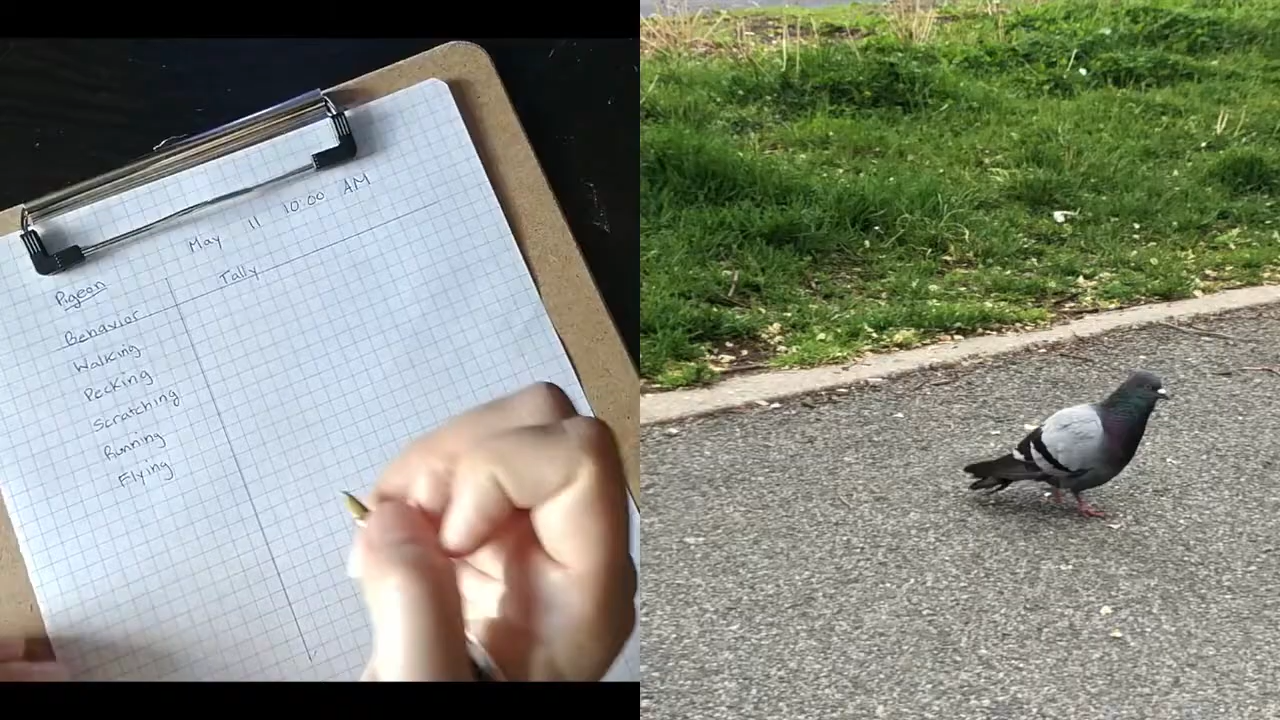 May 11 10:00 AM
Pigeon
Behavior Tally
Walking
Pecking
Scratching
Running
Flying